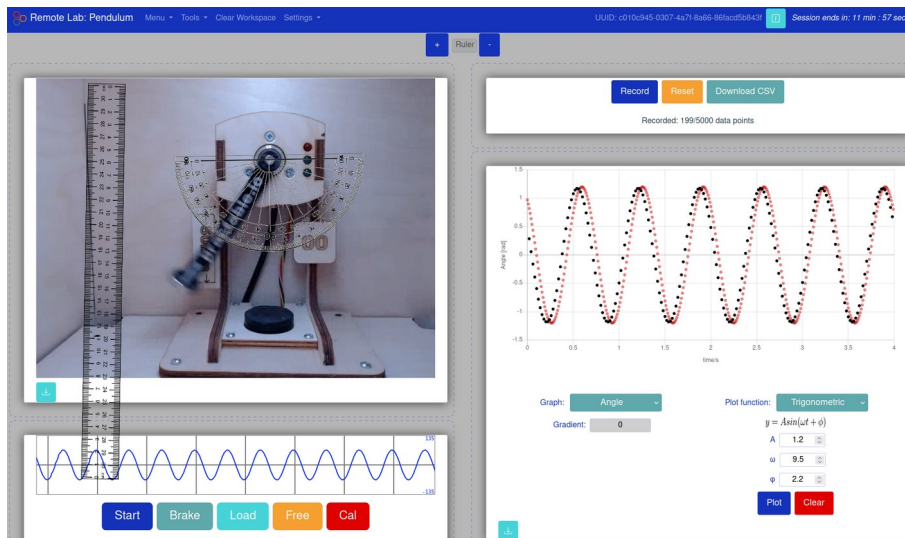 Remote Lab: Pendulum Menu Tools Clear Workspace Settings UUID: c010c945-0307-4a7f-8a66-86facd5b843f Session ends in: 11 min : 57 sec
+ Ruler -
Record Reset Download CSV
Recorded: 199/5000 data points
1.5
1
0.5
0
-0.5
-1
-1.5
Angle [rad]
0 0.5 1 1.5 2 2.5 3 3.5 4
time/s
00
Graph: Angle
Gradient: 0
Plot function: Trigonometric
y = Asin(ωt + ϕ)
A 1.2
ω 9.5
φ 2.2
Plot Clear
135
-135
Start Brake Load Free Cal